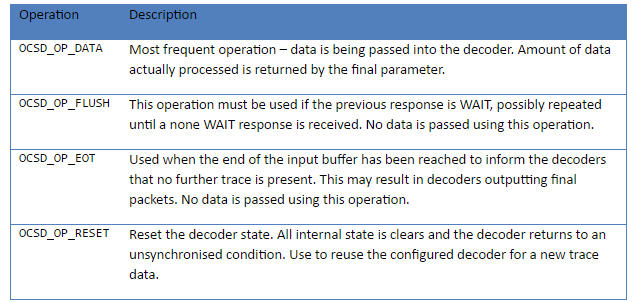 Operation Description
OCSD_OP_DATA Most frequent operation – data is being passed into the decoder. Amount of data
actually processed is returned by the final parameter.
OCSD_OP_FLUSH This operation must be used if the previous response is WAIT, possibly repeated
until a none WAIT response is received. No data is passed using this operation.
OCSD_OP_EOT Used when the end of the input buffer has been reached to inform the decoders
that no further trace is present. This may result in decoders outputting final
packets. No data is passed using this operation.
OCSD_OP_RESET Reset the decoder state. All internal state is clears and the decoder returns to an
unsynchronised condition. Use to reuse the configured decoder for a new trace
data.